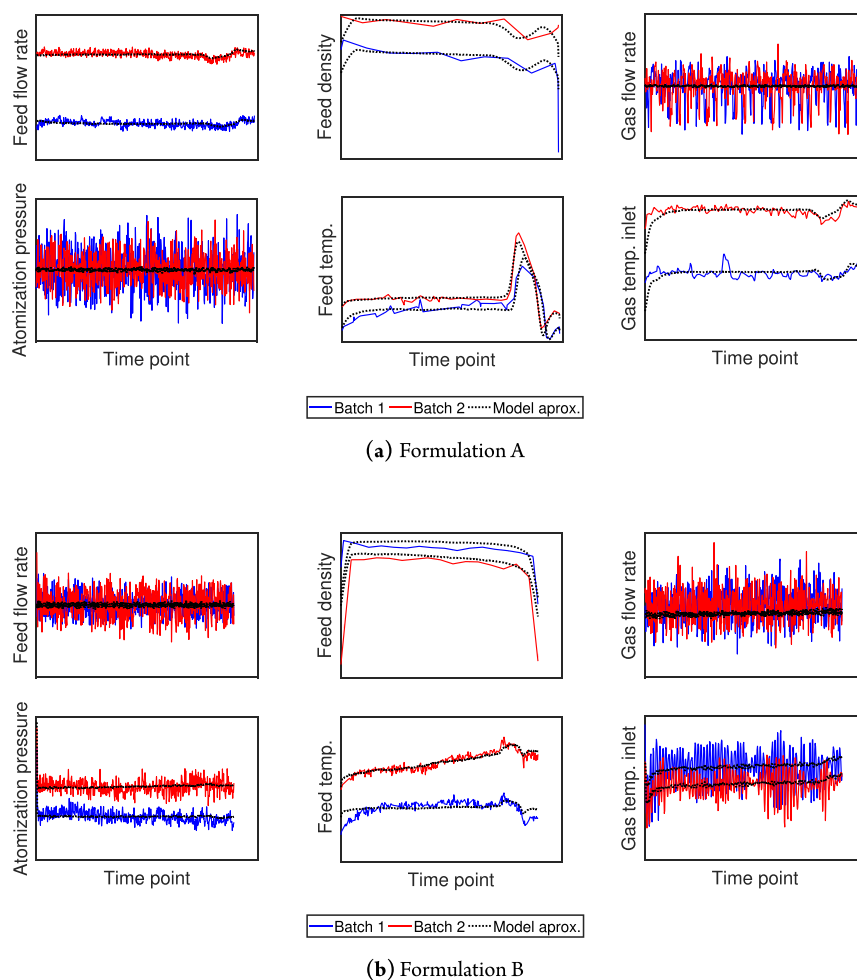 Feed flow rate
Feed density
Gas flow rate
Atomization pressure
Feed temp.
Gas temp. inlet
Time point
Time point
Time point
Batch 1 Batch 2 Model aprox.
(a) Formulation A
Feed flow rate
Feed density
Gas flow rate
Atomization pressure
Feed temp.
Gas temp. inlet
Time point
Time point
Time point
Batch 1 Batch 2 Model aprox.
(b) Formulation B